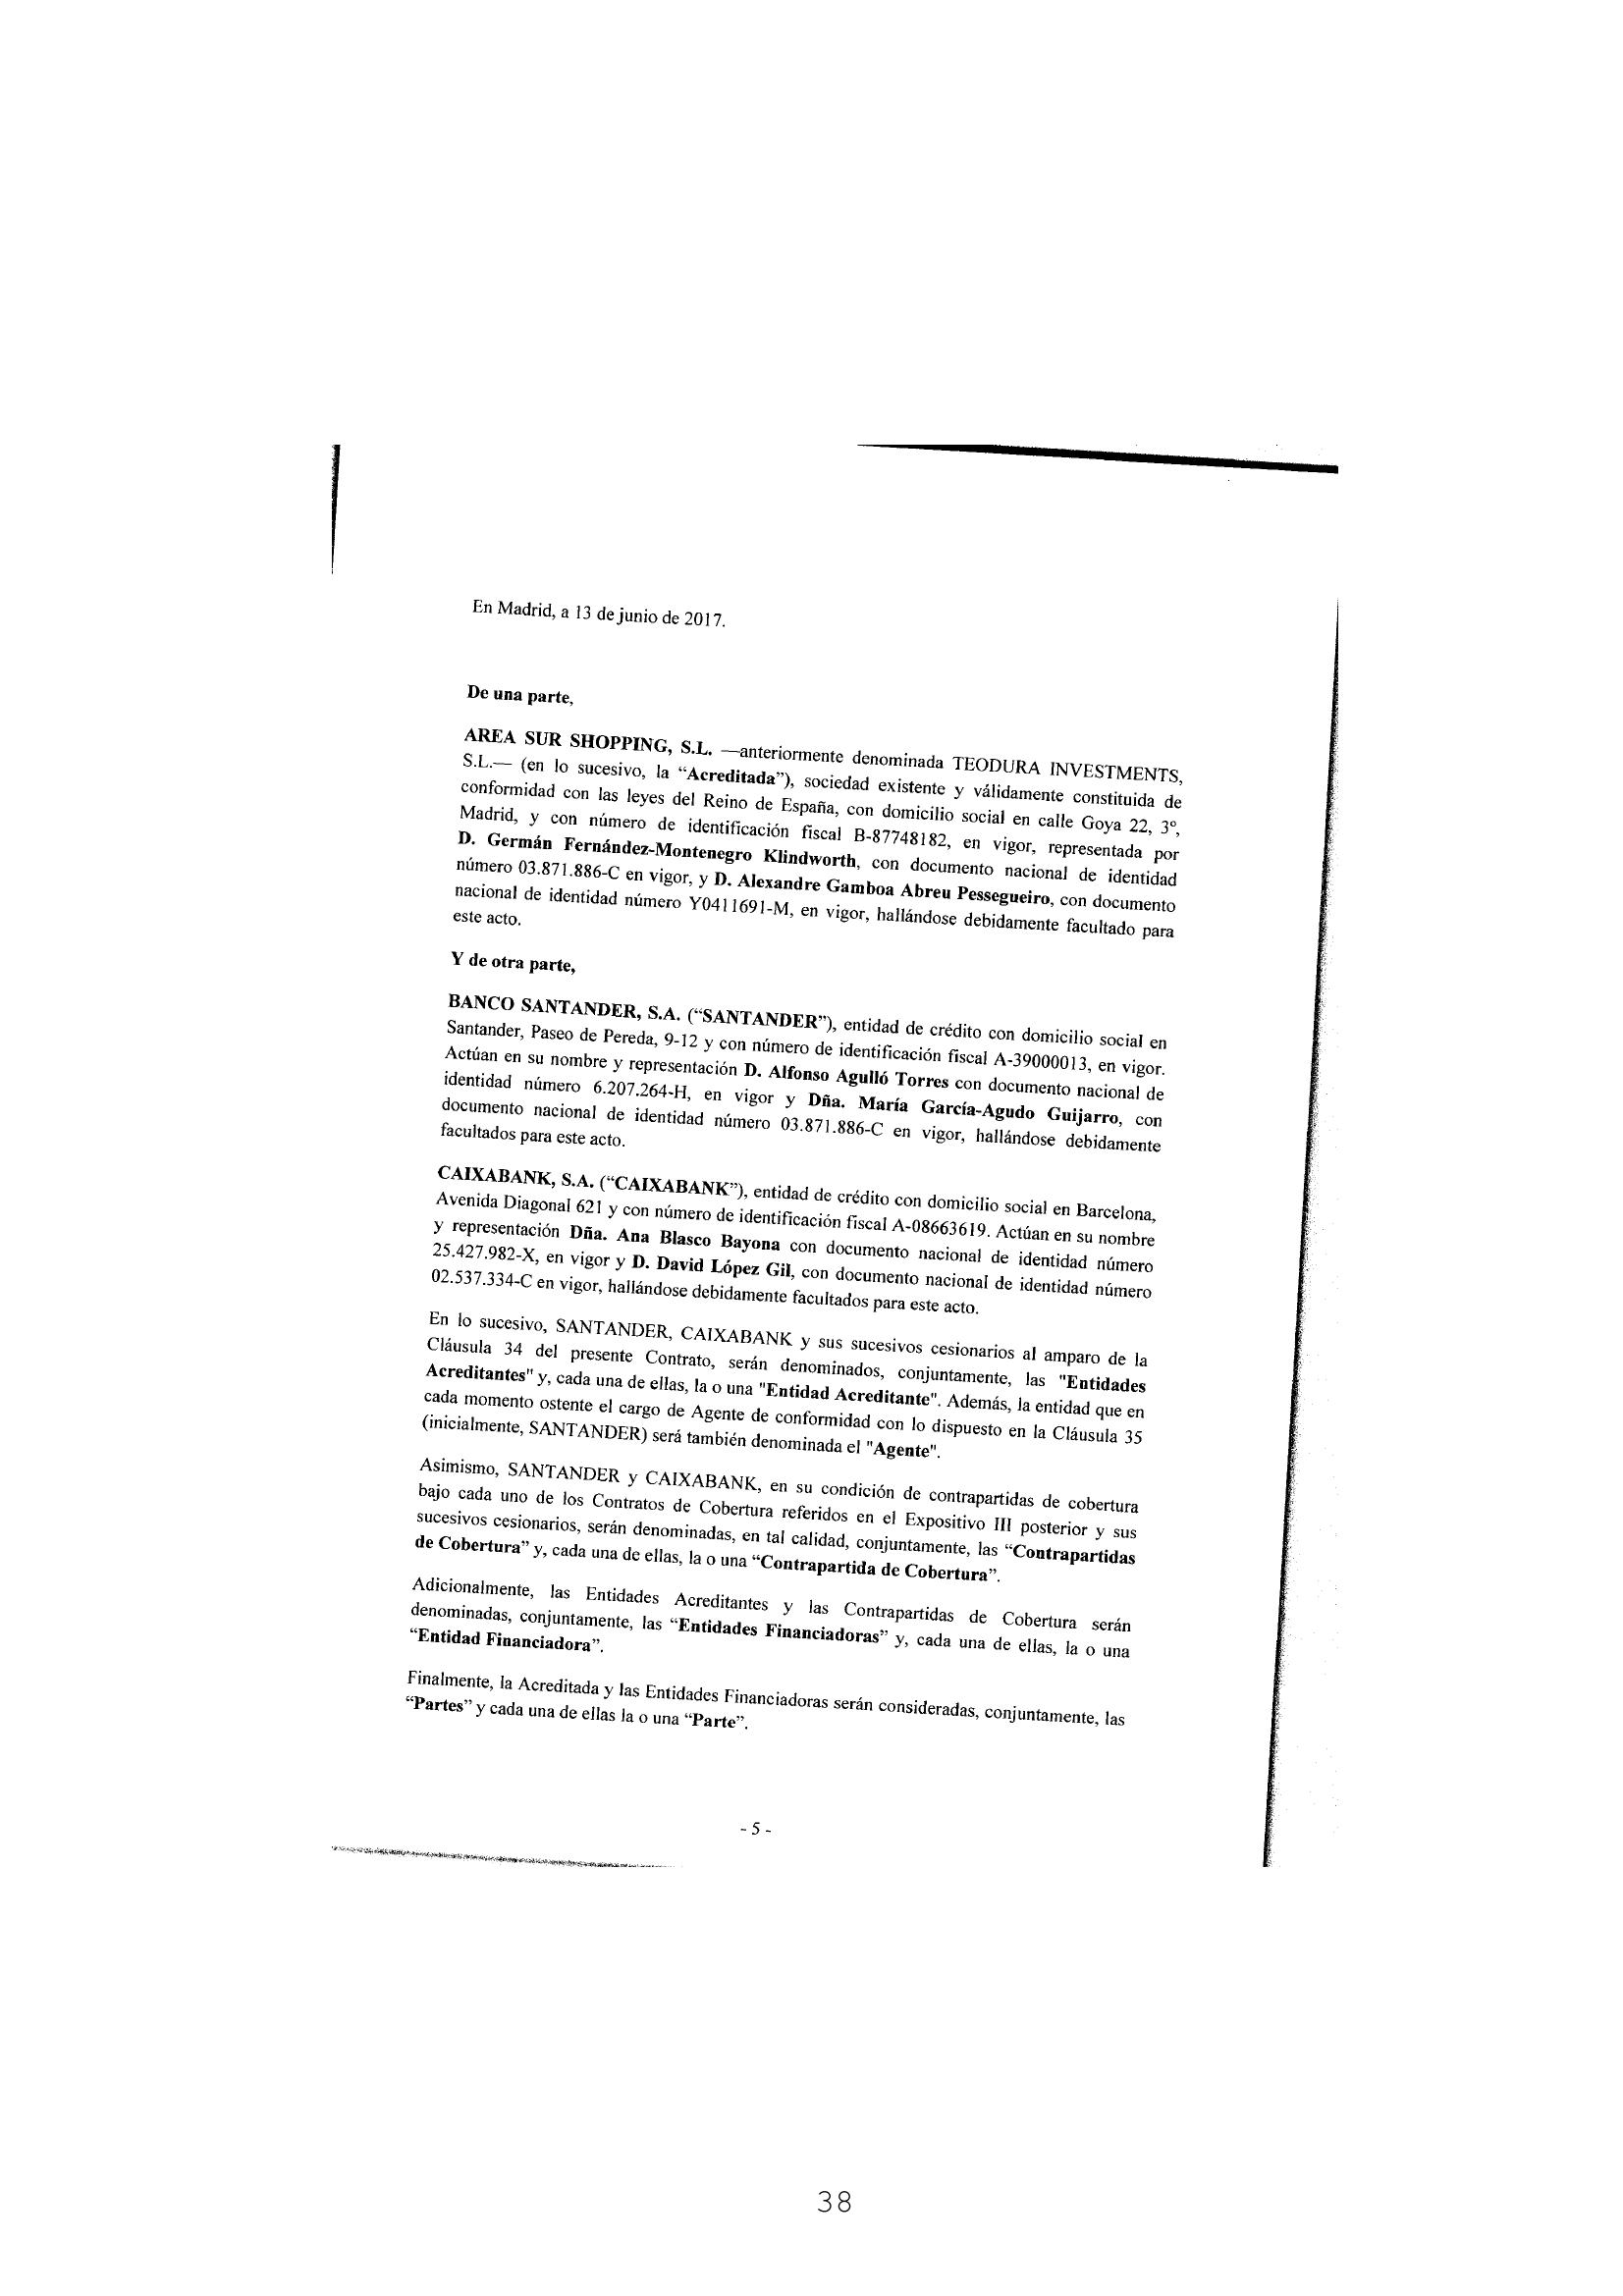 En Madrid, a 13 de junio de 2017.
De una parte,
AREA SUR SHOPPING, S.L. —anteriormente denominada TEODURA INVESTMENTS,
S.L.— (en lo sucesivo, la “Acreditada”), sociedad existente y válidamente constituida de
conformidad con las leyes del Reino de España, con domicilio social en calle Goya 22, 3º,
Madrid, y con número de identificación fiscal B-87748182, en vigor, representada por
D. Germán Fernández-Montenegro Klindworth, con documento nacional de identidad
número 03.871.886-C en vigor, y D. Alexandre Gamboa Abreu Pessegueiro, con documento
nacional de identidad número Y0411691-M, en vigor, hallándose debidamente facultado para
este acto.
Y de otra parte,
BANCO SANTANDER, S.A. (“SANTANDER”), entidad de crédito con domicilio social en
Santander, Paseo de Pereda, 9-12 y con número de identificación fiscal A-39000013, en vigor.
Actúan en su nombre y representación D. Alfonso Agulló Torres con documento nacional de
identidad número 6.207.264-H, en vigor y Dña. María García-Agudo Guijarro, con
documento nacional de identidad número 03.871.886-C en vigor, hallándose debidamente
facultados para este acto.
CAIXABANK, S.A. (“CAIXABANK”), entidad de crédito con domicilio social en Barcelona,
Avenida Diagonal 621 y con número de identificación fiscal A-08663619. Actúan en su nombre
y representación Dña. Ana Blasco Bayona con documento nacional de identidad número
25.427.982-X, en vigor y D. David López Gil, con documento nacional de identidad número
02.537.334-C en vigor, hallándose debidamente facultados para este acto.
En lo sucesivo, SANTANDER, CAIXABANK y sus sucesivos cesionarios al amparo de la
Cláusula 34 del presente Contrato, serán denominados, conjuntamente, las "Entidades
Acreditantes" y, cada una de ellas, la o una "Entidad Acreditante". Además, la entidad que en
cada momento ostente el cargo de Agente de conformidad con lo dispuesto en la Cláusula 35
(inicialmente, SANTANDER) será también denominada el "Agente".
Asimismo, SANTANDER y CAIXABANK, en su condición de contrapartidas de cobertura
bajo cada uno de los Contratos de Cobertura referidos en el Expositivo III posterior y sus
sucesivos cesionarios, serán denominadas, en tal calidad, conjuntamente, las “Contrapartidas
de Cobertura” y, cada una de ellas, la o una “Contrapartida de Cobertura”.
Adicionalmente, las Entidades Acreditantes y las Contrapartidas de Cobertura serán
denominadas, conjuntamente, las “Entidades Financiadoras” y, cada una de ellas, la o una
“Entidad Financiadora”.
Finalmente, la Acreditada y las Entidades Financiadoras serán consideradas, conjuntamente, las
“Partes” y cada una de ellas la o una “Parte”.
- 5 -
38